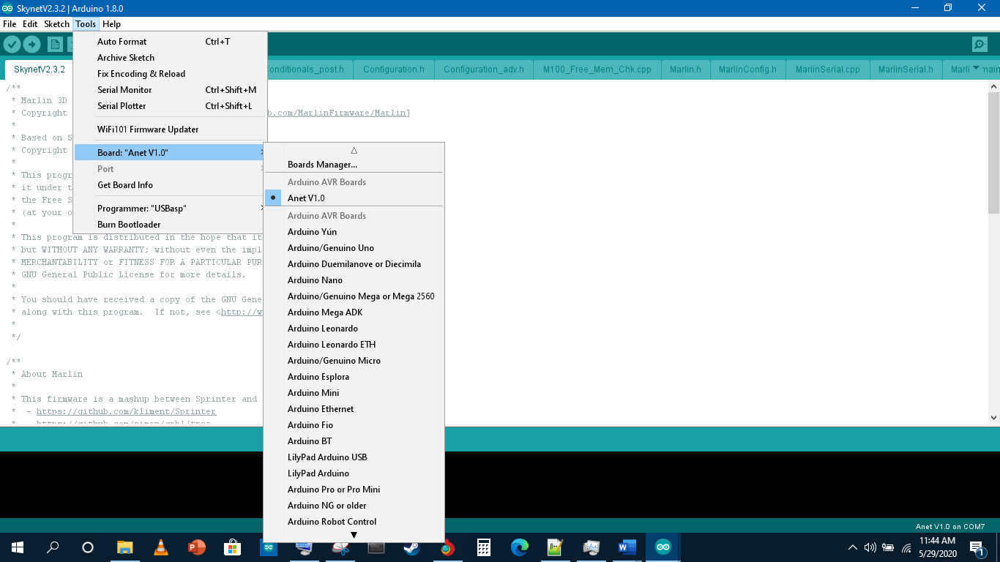 SkynetV2.3.2 | Arduino 1.8.0
File Edit Sketch Tools Help
Auto Format Ctrl+T
Archive Sketch
Fix Encoding & Reload
Serial Monitor Ctrl+Shift+M
Serial Plotter Ctrl+Shift+L
WiFi101 Firmware Updater
Board: "Anet V1.0"
Port
Get Board Info
Programmer: "USBasp"
Burn Bootloader
Boards Manager...
Arduino AVR Boards
Anet V1.0
Arduino AVR Boards
Arduino Yún
Arduino/Genuino Uno
Arduino Duemilanove or Diecimila
Arduino Nano
Arduino/Genuino Mega or Mega 2560
Arduino Mega ADK
Arduino Leonardo
Arduino Leonardo ETH
Arduino/Genuino Micro
Arduino Esplora
Arduino Mini
Arduino Ethernet
Arduino Fio
Arduino BT
LilyPad Arduino USB
LilyPad Arduino
Arduino Pro or Pro Mini
Arduino NG or older
Arduino Robot Control
SkynetV2.3.2 onditionals_post.h Configuration.h Configuration_adv.h M100_Free_Mem_Chk.cpp Marlin.h MarlinConfig.h MarlinSerial.cpp MarlinSerial.h Marli main
/**
* Marlin 3D
* Copyright b.com/MarlinFirmware/Marlin]
*
* Based on S
* Copyright
*
* This progr
it under t
the Free S
* (at your o
*
* This program is distributed in the hope that it
* but WITHOUT ANY WARRANTY; without even the impl
* MERCHANTABILITY or FITNESS FOR A PARTICULAR PUR
* GNU General Public License for more details.
*
* You should have received a copy of the GNU Gene
* along with this program. If not, see <http://w
*
*/
/**
* About Marlin
*
* This firmware is a mashup between Sprinter and
* - https://github.com/kliment/Sprinter
* - https://github.com/simen/grbl/tree
Anet V1.0 on COM7
11:44 AM
5/29/2020
1